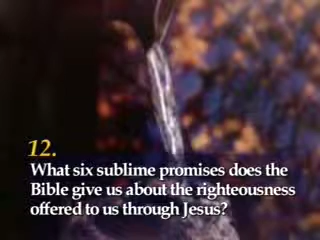 12.
What six sublime promises does the
Bible give us about the righteousness
offered to us through Jesus?